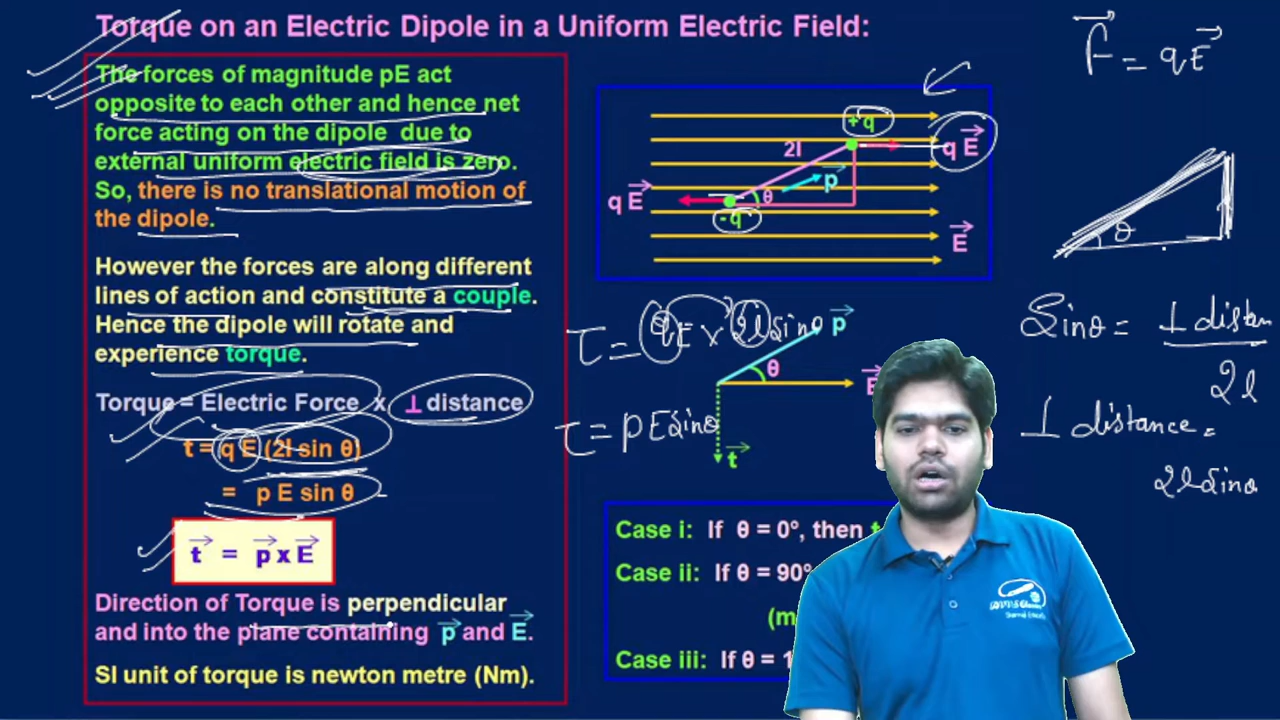 Torque on an Electric Dipole in a Uniform Electric Field:
The forces of magnitude pE act
opposite to each other and hence net
force acting on the dipole due to
external uniform electric field is zero.
So, there is no translational motion of
the dipole.
However the forces are along different
lines of action and constitute a couple.
Hence the dipole will rotate and
experience torque.
Torque = Electric Force x ⊥ distance
t = q E (2l sin θ)
= p E sin θ
t = p x E
Direction of Torque is perpendicular
and into the plane containing p and E.
SI unit of torque is newton metre (Nm).
+ q
2l
q E
p
q E
θ
- q
E
F = qE
θ
τ = qE × 2l Sinθ
p
θ
E
τ = pE Sinθ
t
Sinθ = ⊥ distan
2l
⊥ distance =
2l Sinθ
Case i: If θ = 0°, then t
Case ii: If θ = 90°
(m
Case iii: If θ = 1